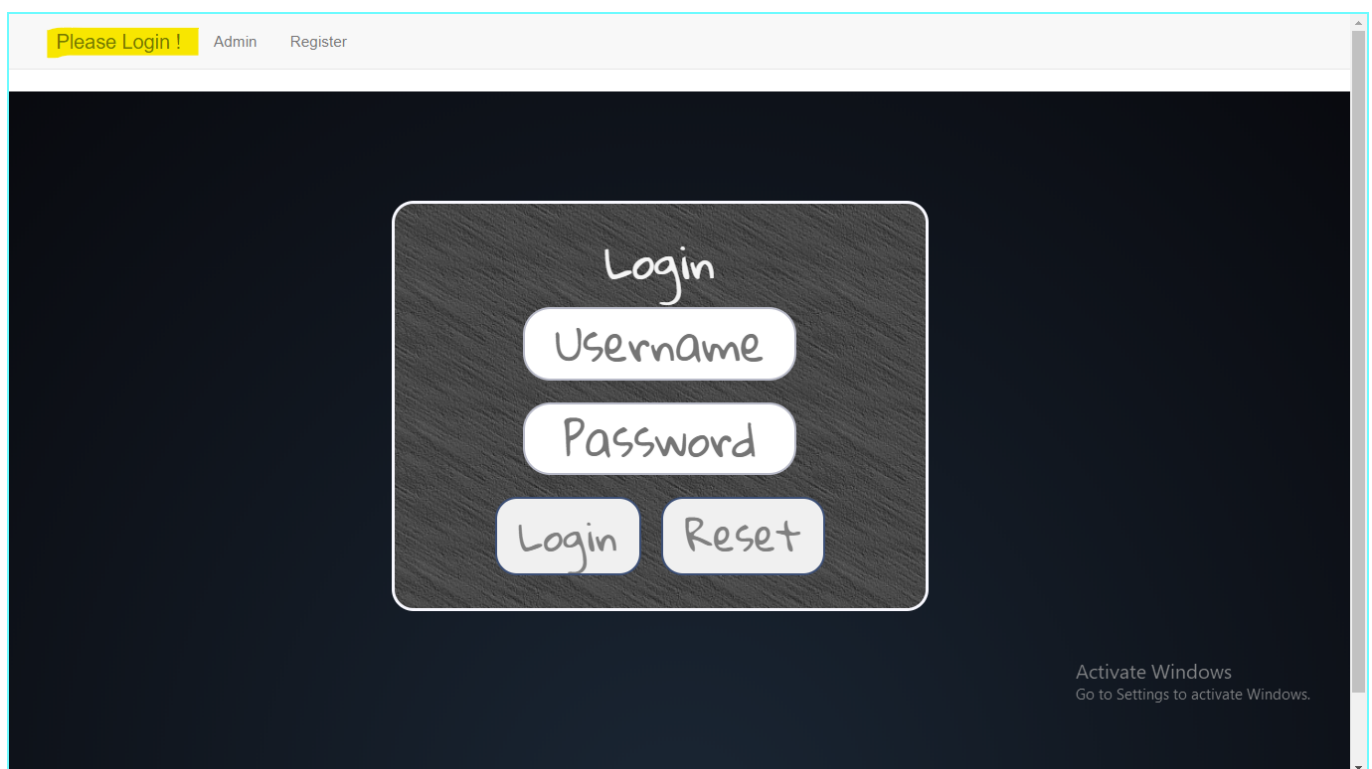 Please Login ! Admin Register
Login
Username
Password
Login Reset
Activate Windows
Go to Settings to activate Windows.